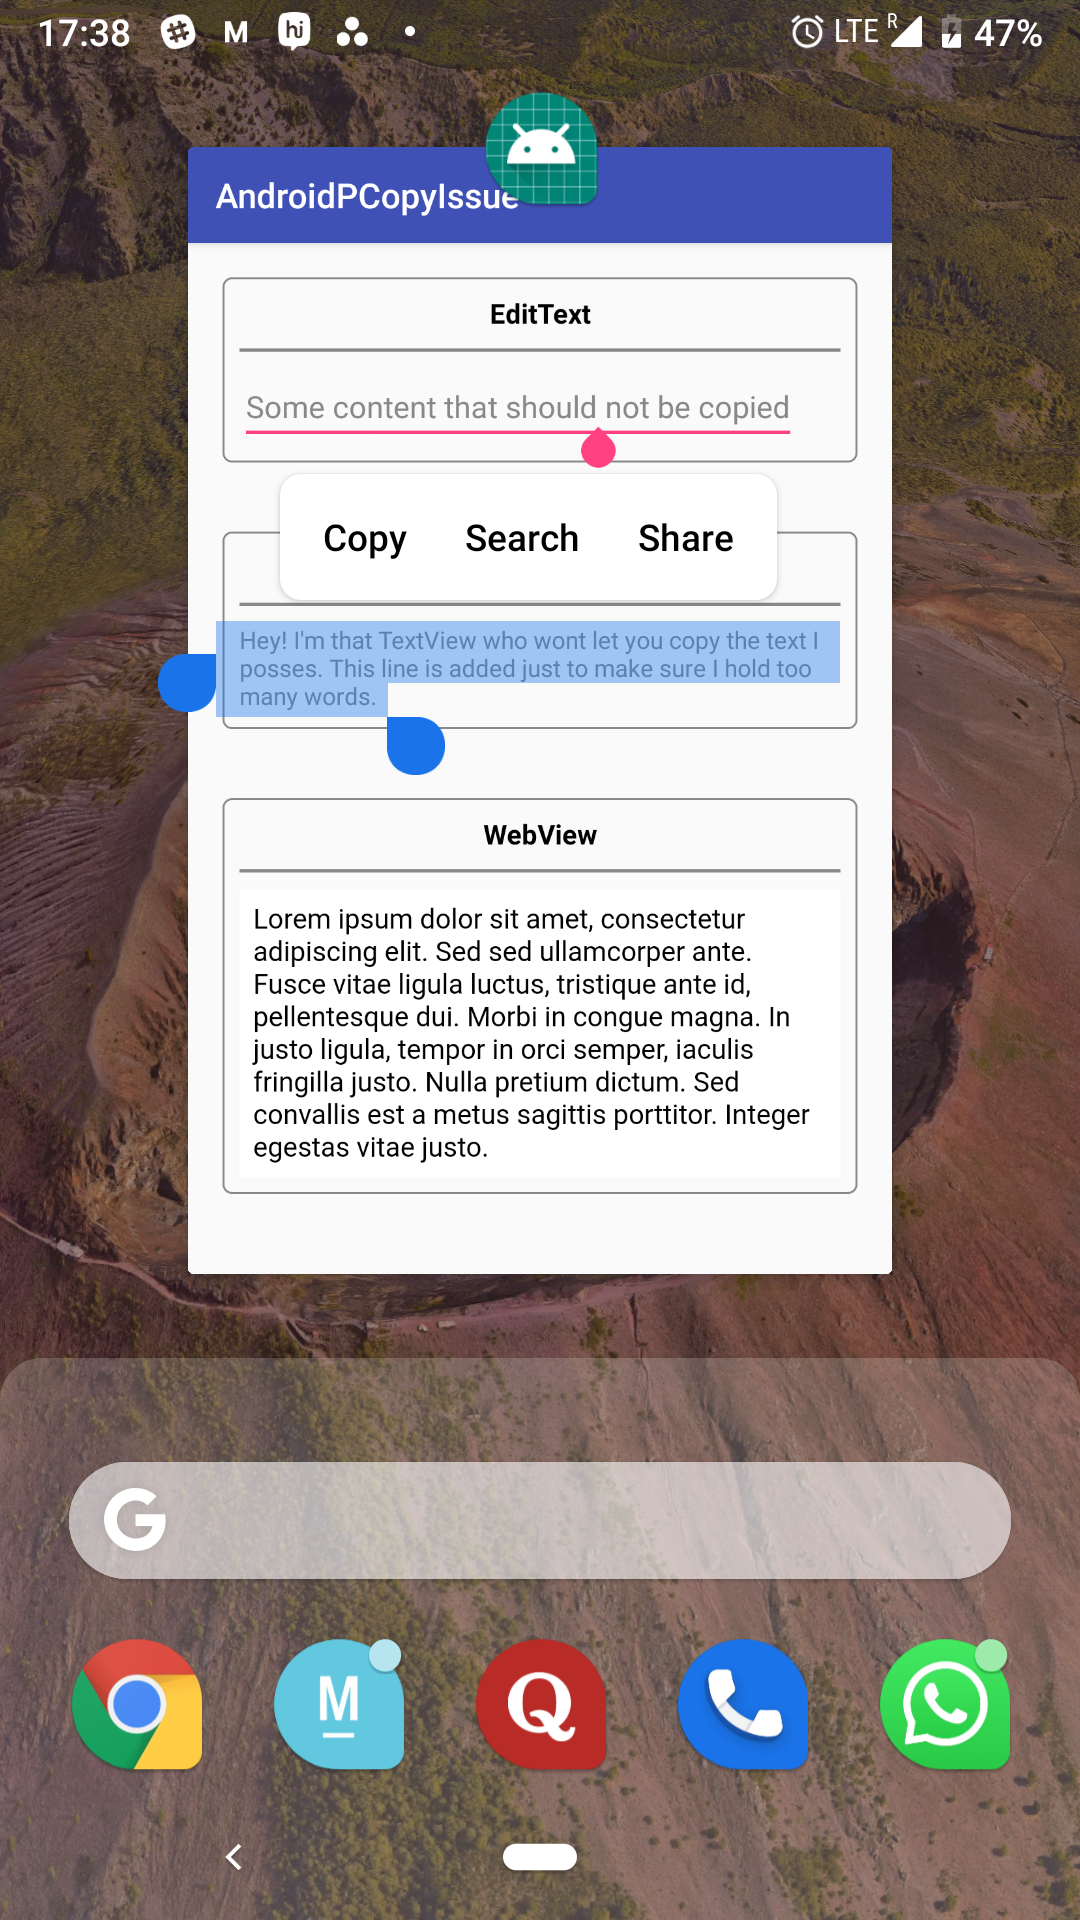 17:38 M hi LTE R 47%
AndroidPCopyIssue
EditText
Some content that should not be copied
Copy Search Share
Hey! I'm that TextView who wont let you copy the text I
posses. This line is added just to make sure I hold too
many words.
WebView
Lorem ipsum dolor sit amet, consectetur
adipiscing elit. Sed sed ullamcorper ante.
Fusce vitae ligula luctus, tristique ante id,
pellentesque dui. Morbi in congue magna. In
justo ligula, tempor in orci semper, iaculis
fringilla justo. Nulla pretium dictum. Sed
convallis est a metus sagittis porttitor. Integer
egestas vitae justo.
G
M Q